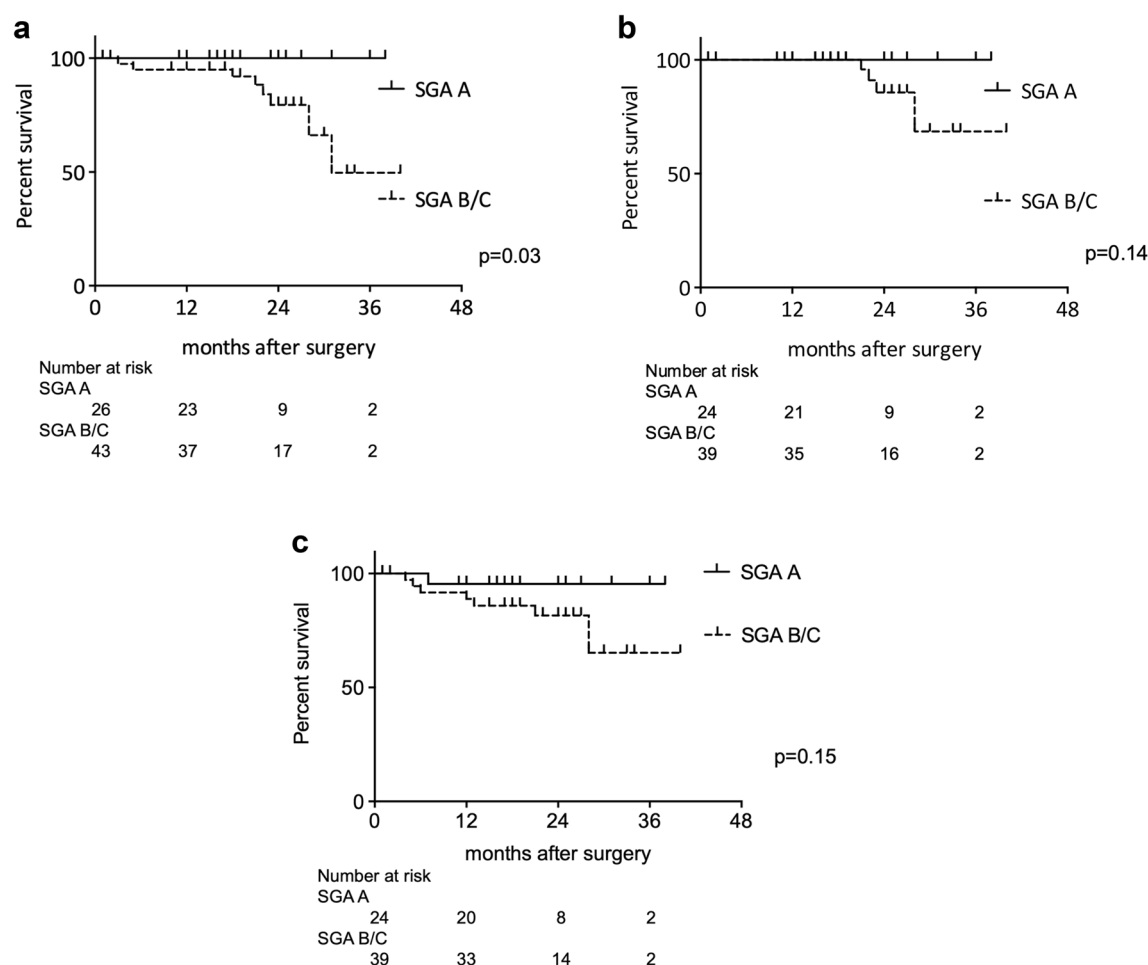 a
100
50
0
Percent survival
SGA A
SGA B/C
p=0.03
0 12 24 36 48
months after surgery
Number at risk
SGA A
26 23 9 2
SGA B/C
43 37 17 2
b
100
50
0
Percent survival
SGA A
SGA B/C
p=0.14
0 12 24 36 48
months after surgery
Number at risk
SGA A
24 21 9 2
SGA B/C
39 35 16 2
c
100
50
0
Percent survival
SGA A
SGA B/C
p=0.15
0 12 24 36 48
months after surgery
Number at risk
SGA A
24 20 8 2
SGA B/C
39 33 14 2